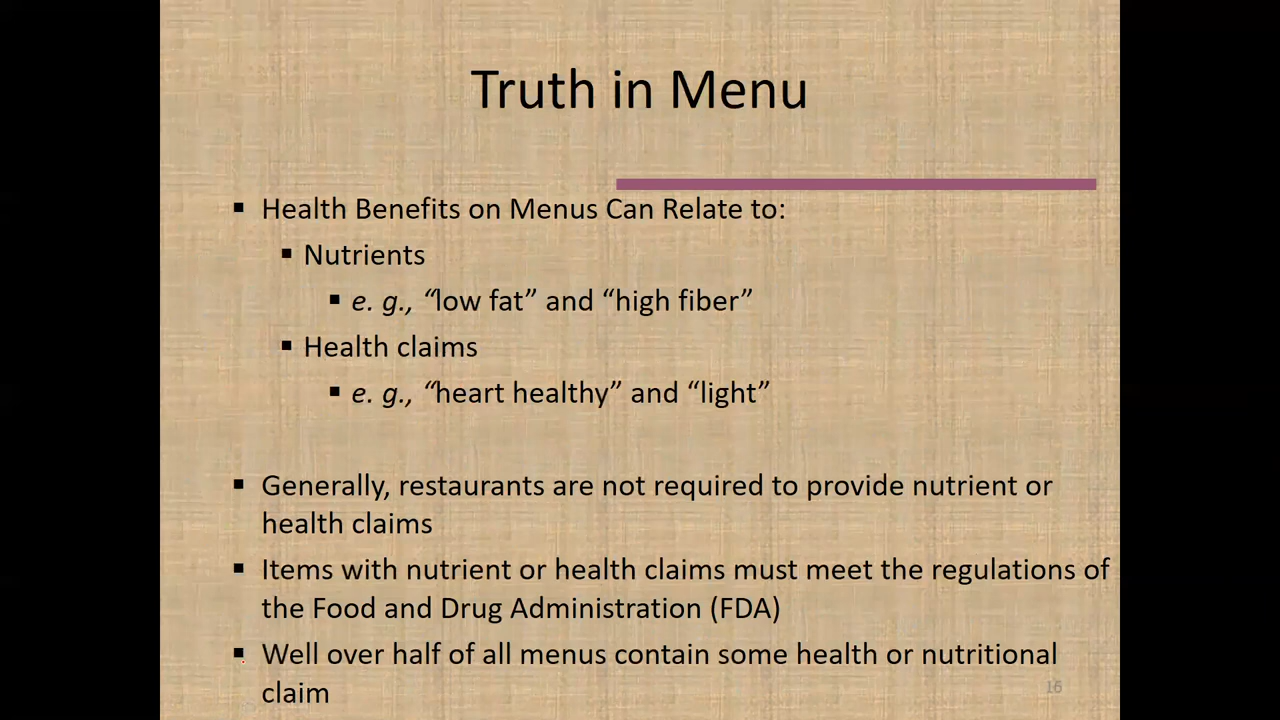 Truth in Menu
▪ Health Benefits on Menus Can Relate to:
▪ Nutrients
▪ e. g., “low fat” and “high fiber”
▪ Health claims
▪ e. g., “heart healthy” and “light”
▪ Generally, restaurants are not required to provide nutrient or
health claims
▪ Items with nutrient or health claims must meet the regulations of
the Food and Drug Administration (FDA)
▪ Well over half of all menus contain some health or nutritional
claim
16